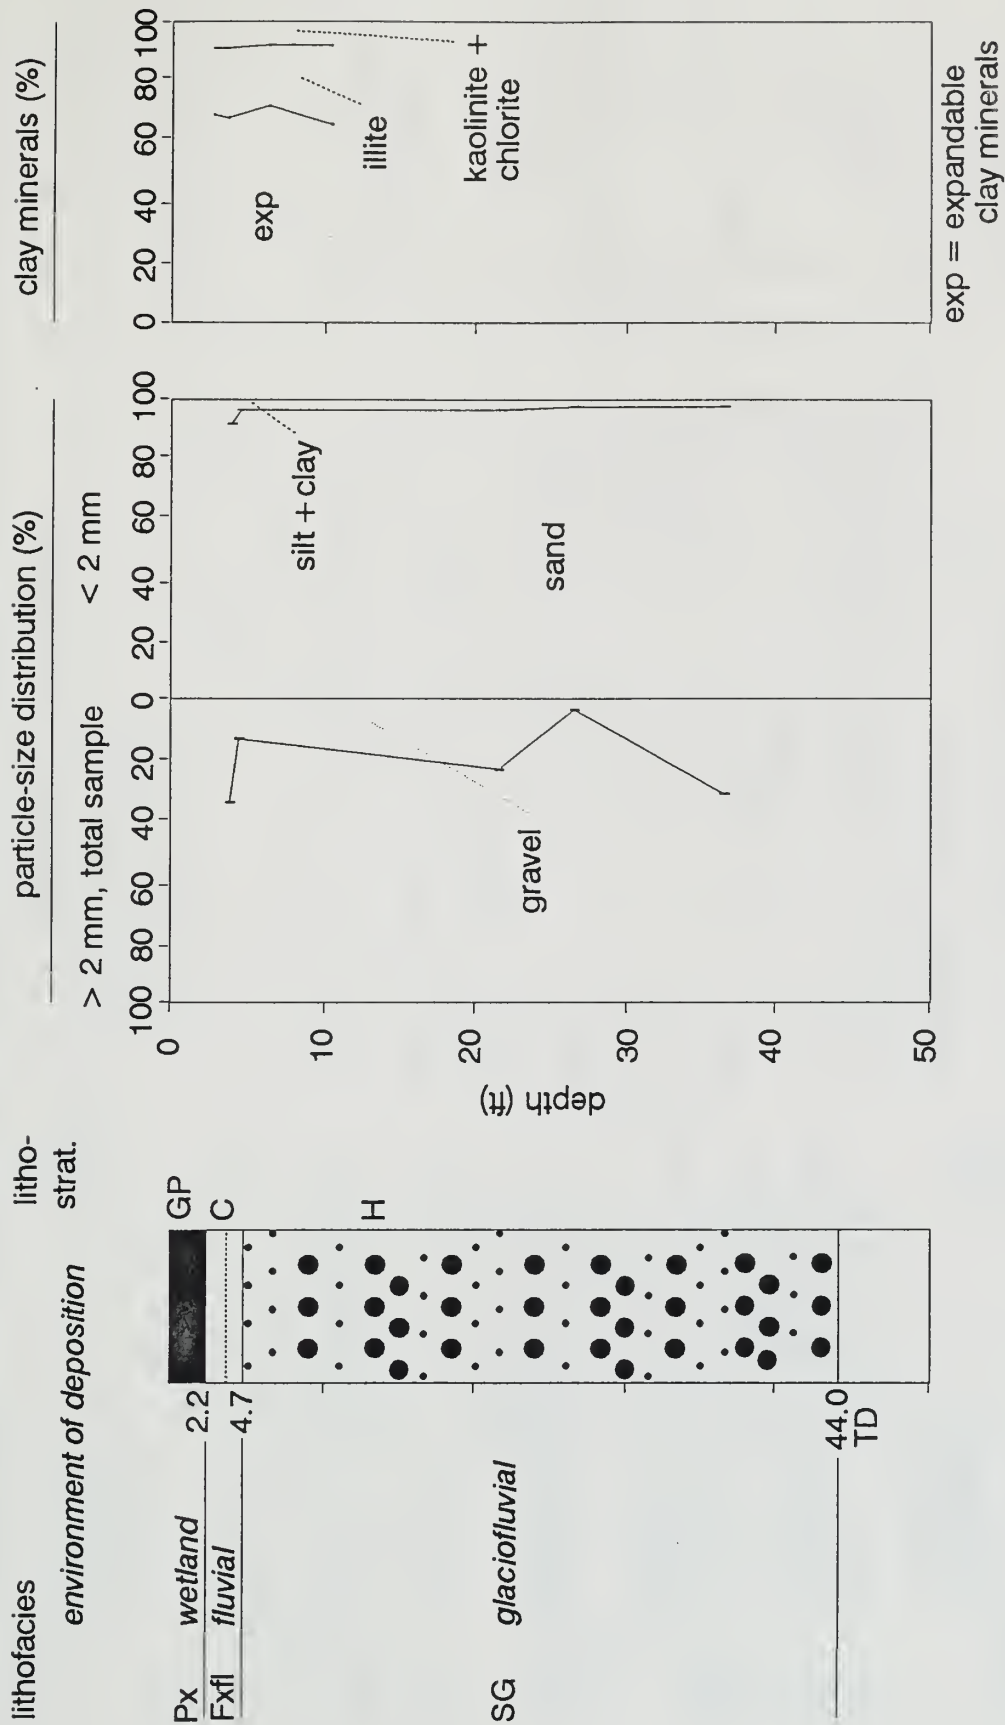 lithofacies
environment of deposition
litho-
strat.
particle-size distribution (%)
> 2 mm, total sample
< 2 mm
clay minerals (%)
100 80 60 40 20 0 20 40 60 80 100
0 20 40 60 80 100
Px wetland 2.2 GP
Fxfl fluvial 4.7 C
H
SG glaciofluvial
44.0
TD
depth (ft)
0
10
20
30
40
50
gravel
silt + clay
sand
exp
illite
kaolinite +
chlorite
exp = expandable
clay minerals